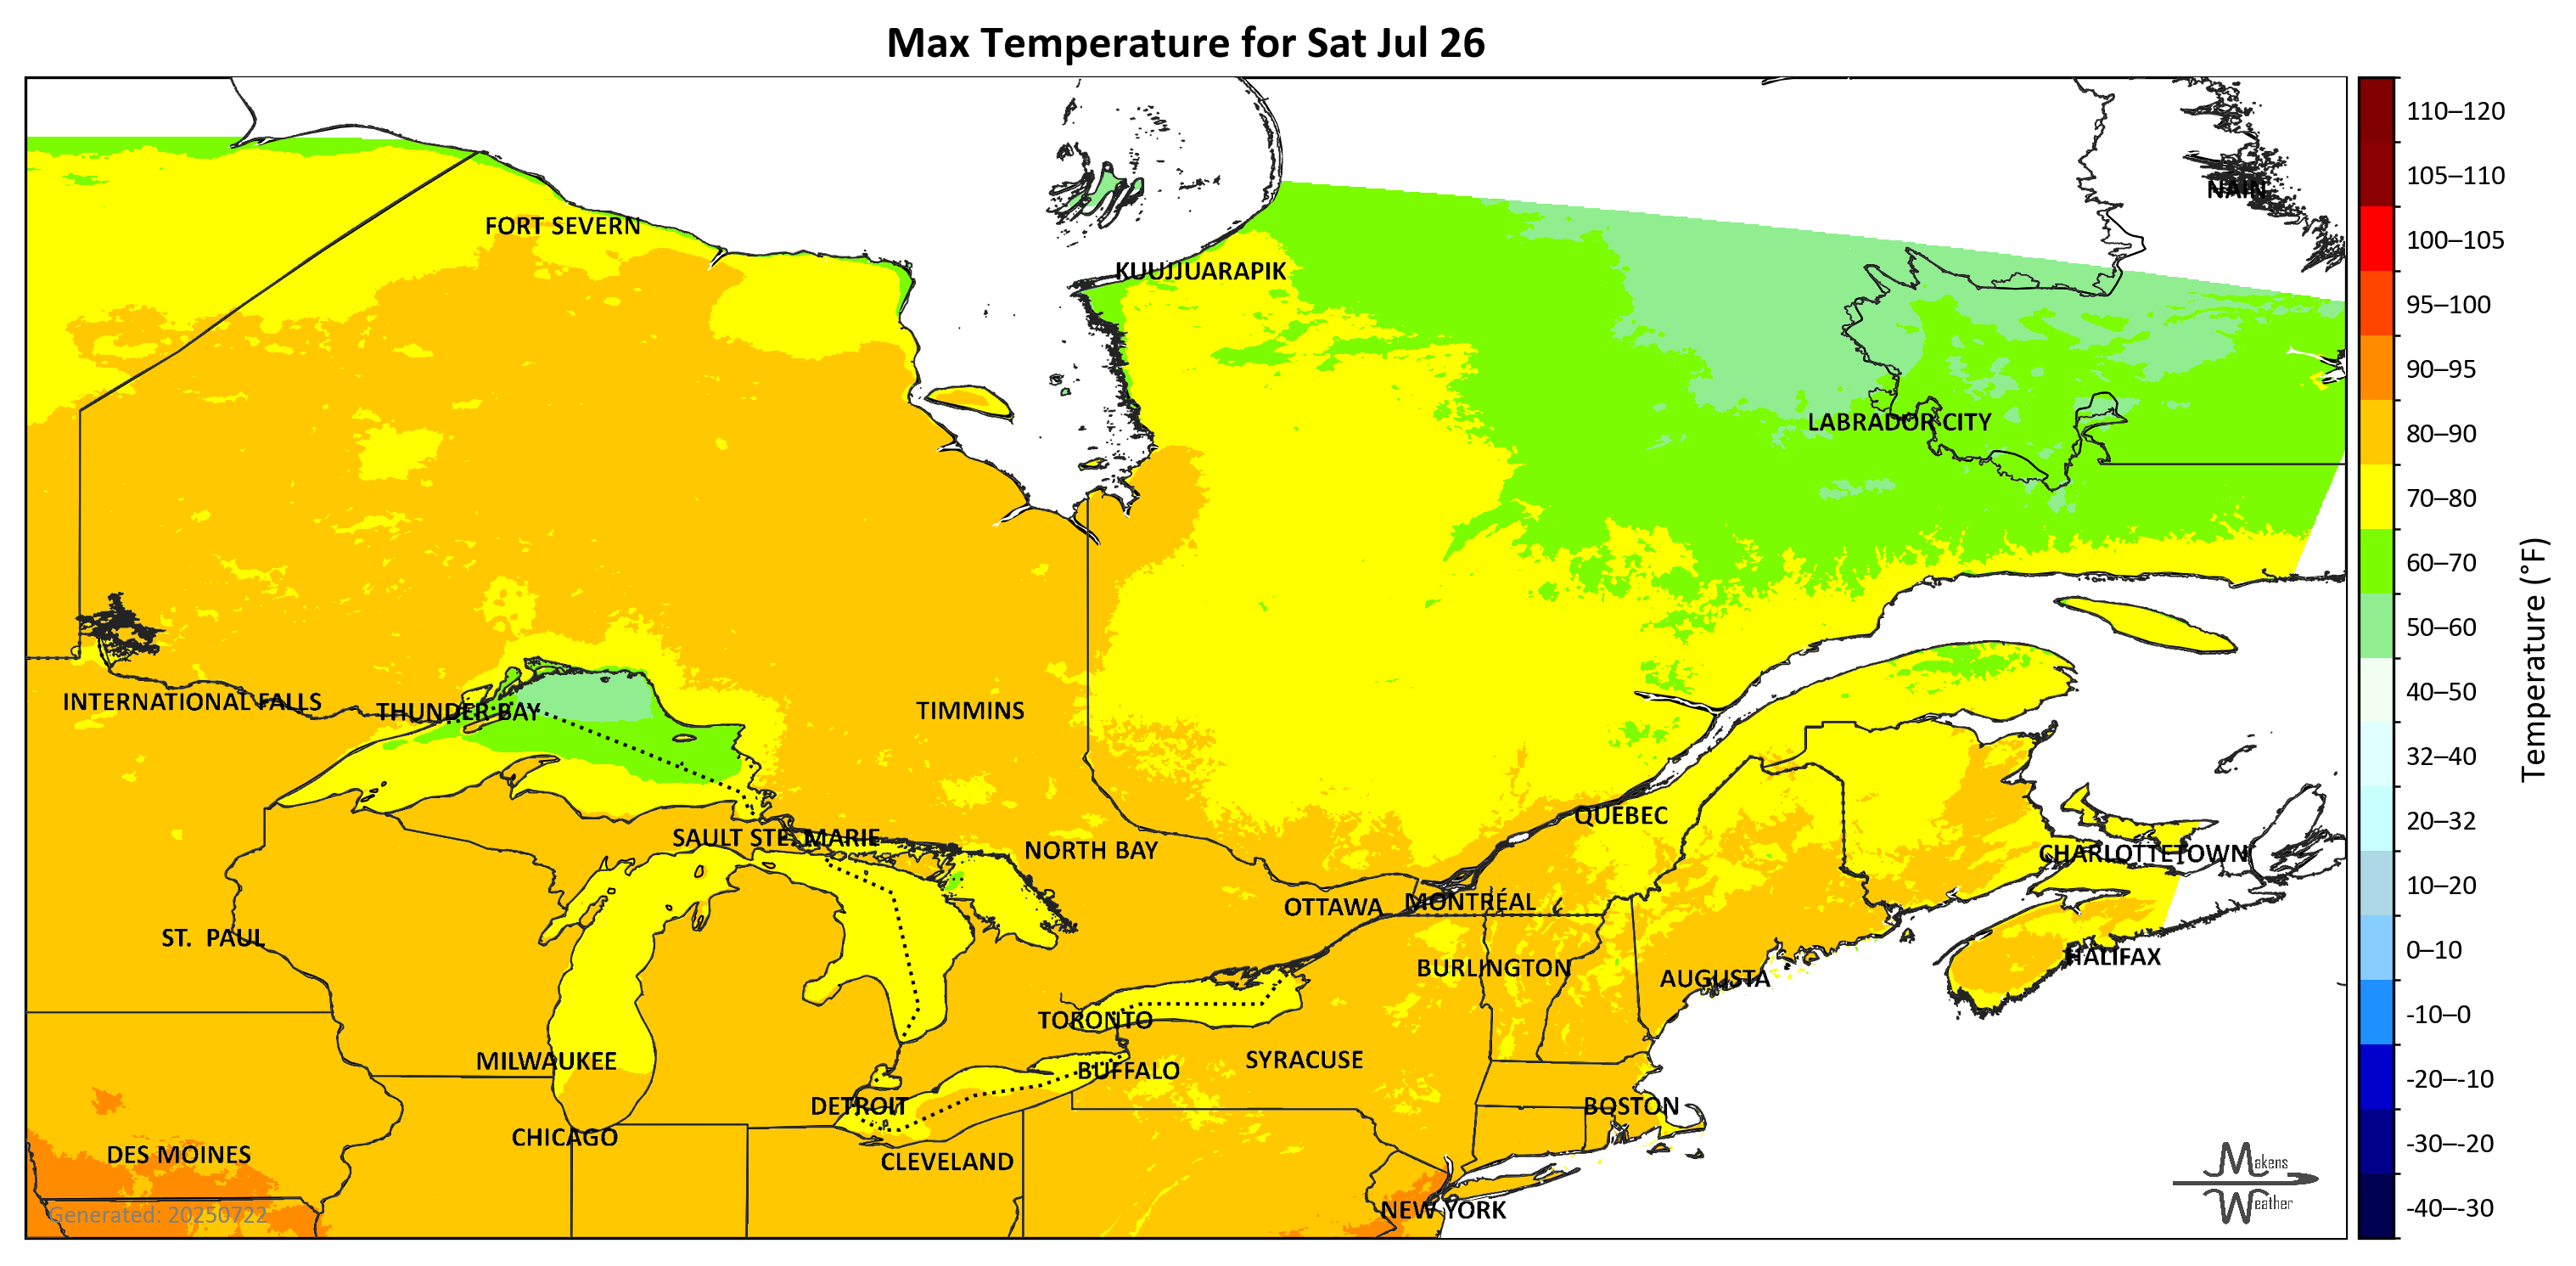 Max Temperature for Sat Jul 26
110–120
105–110
NAIN
FORT SEVERN
100–105
KUUJJUARAPIK
95–100
90–95
LABRADOR CITY
80–90
70–80
60–70
Temperature (°F)
50–60
40–50
INTERNATIONAL FALLS
THUNDER BAY
TIMMINS
32–40
QUEBEC
20–32
SAULT STE. MARIE
NORTH BAY
CHARLOTTETOWN
10–20
OTTAWA
MONTRÉAL
ST. PAUL
0–10
HALIFAX
BURLINGTON
AUGUSTA
-10–0
TORONTO
MILWAUKEE
SYRACUSE
BUFFALO
-20–-10
DETROIT
BOSTON
CHICAGO
-30–-20
DES MOINES
CLEVELAND
Makens
Weather
-40–-30
NEW YORK
Generated: 20250722